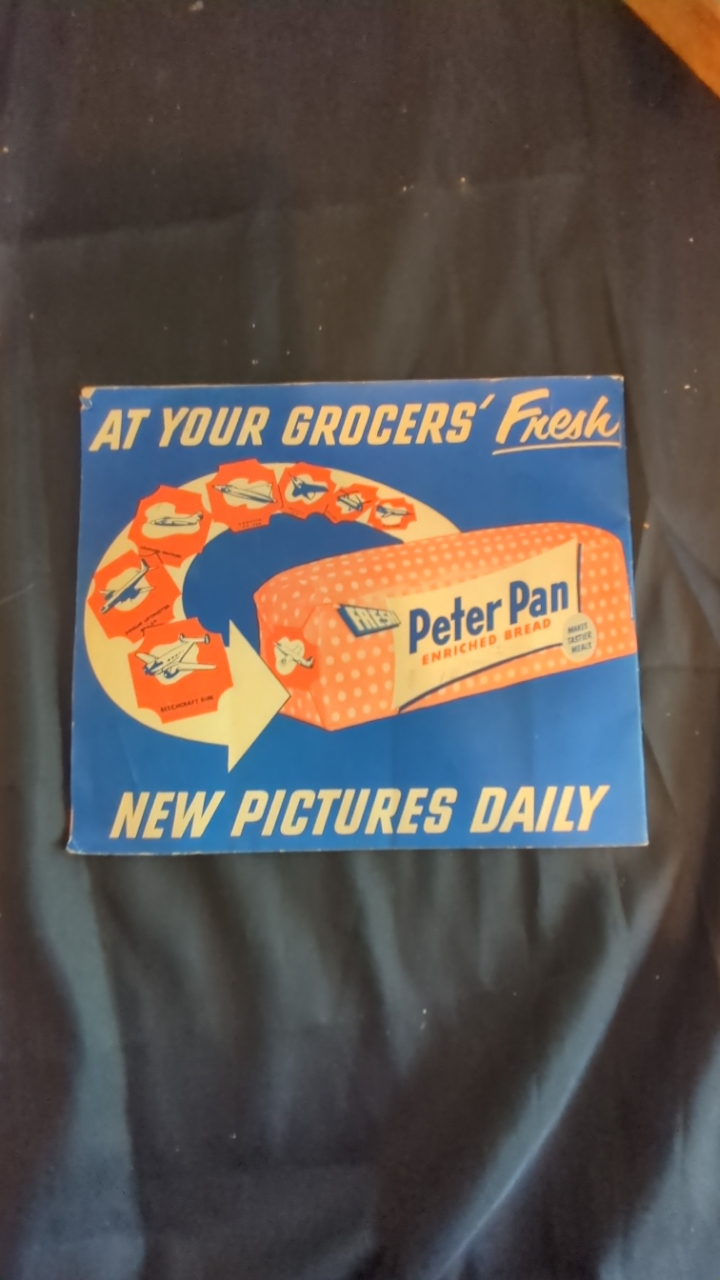 AT YOUR GROCERS' Fresh
FRESH
Peter Pan
ENRICHED BREAD
MAKES
TASTIER
MEALS
BEECHCRAFT
NEW PICTURES DAILY